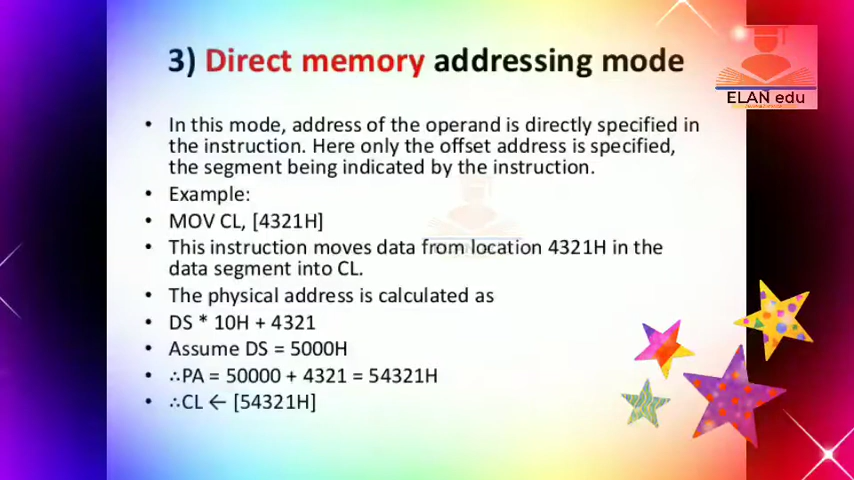 3) Direct memory addressing mode
ELAN edu
• In this mode, address of the operand is directly specified in
the instruction. Here only the offset address is specified,
the segment being indicated by the instruction.
• Example:
• MOV CL, [4321H]
• This instruction moves data from location 4321H in the
data segment into CL.
• The physical address is calculated as
• DS * 10H + 4321
• Assume DS = 5000H
• ∴PA = 50000 + 4321 = 54321H
• ∴CL ← [54321H]